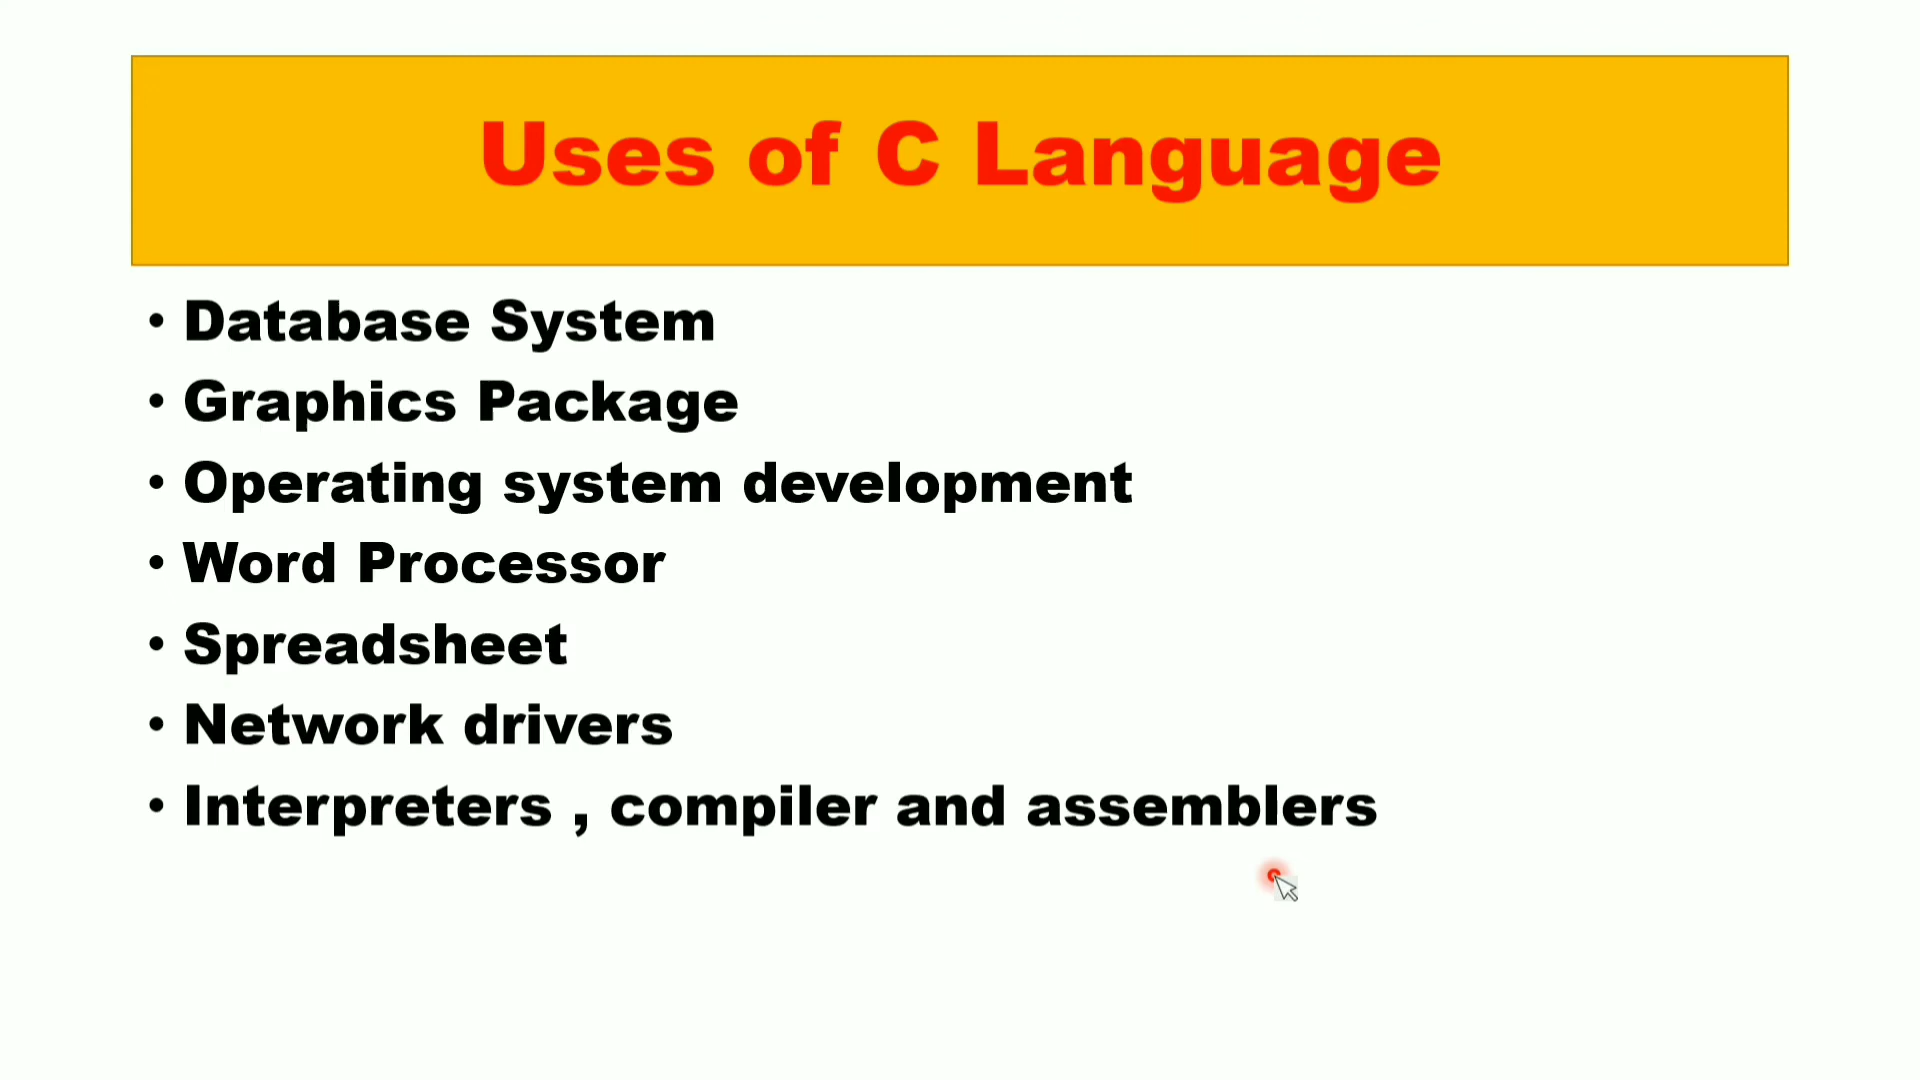 Uses of C Language
• Database System
• Graphics Package
• Operating system development
• Word Processor
• Spreadsheet
• Network drivers
• Interpreters , compiler and assemblers